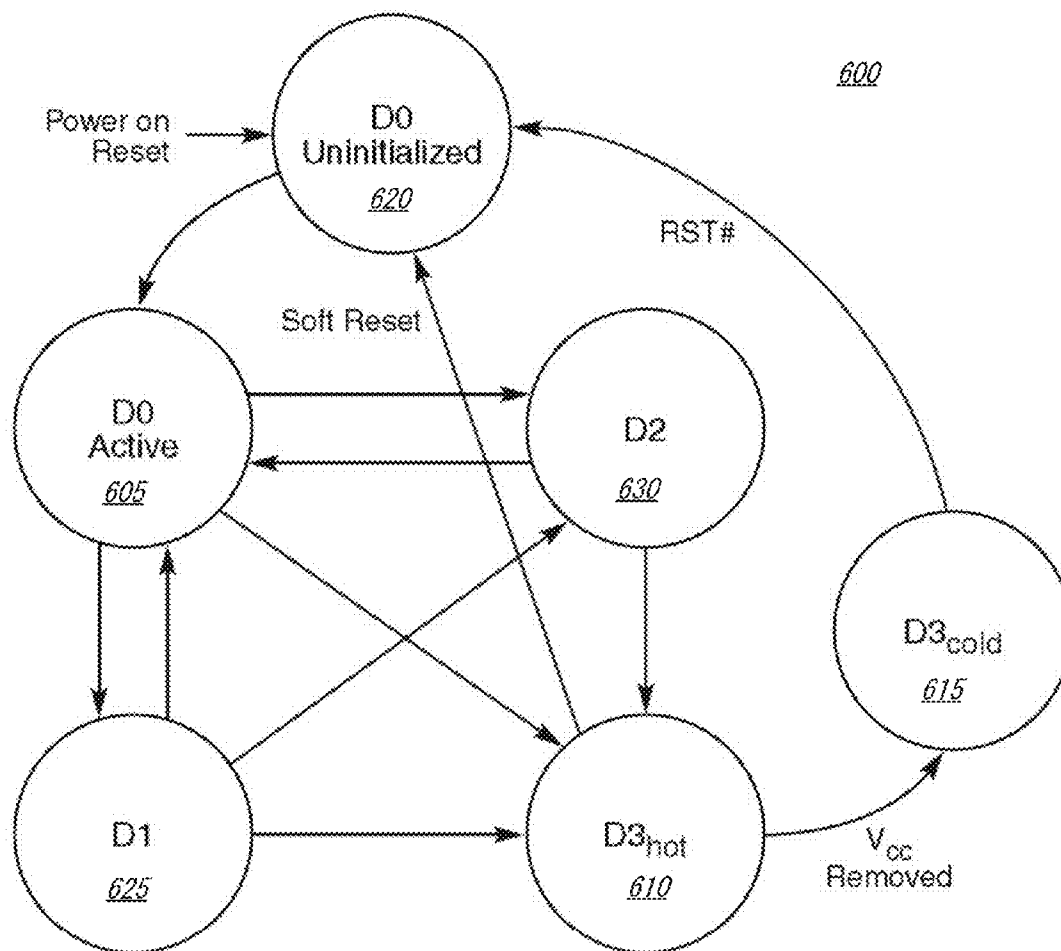 600
Power on
Reset
D0
Uninitialized
620
RST#
Soft Reset
D0
Active
605
D2
630
D3cold
615
D1
625
D3hot
610
Vcc
Removed